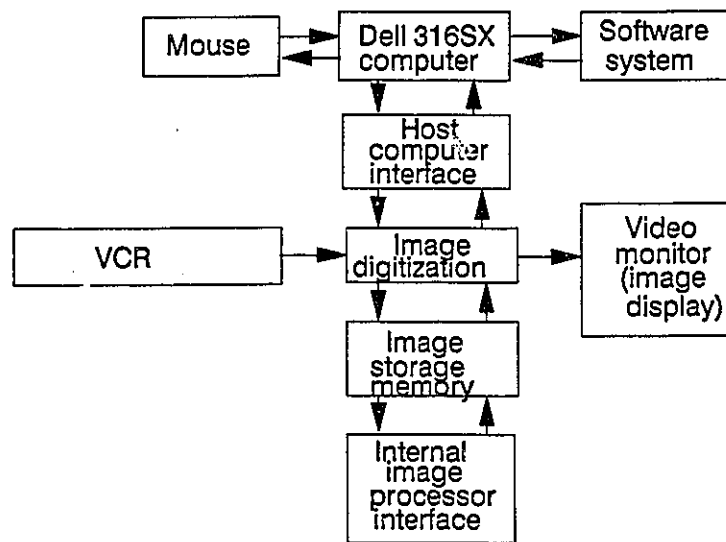 Mouse
Dell 316SX
computer
Software
system
Host
computer
interface
VCR
Image
digitization
Video
monitor
(image
display)
Image
storage
memory
Internal
image
processor
interface